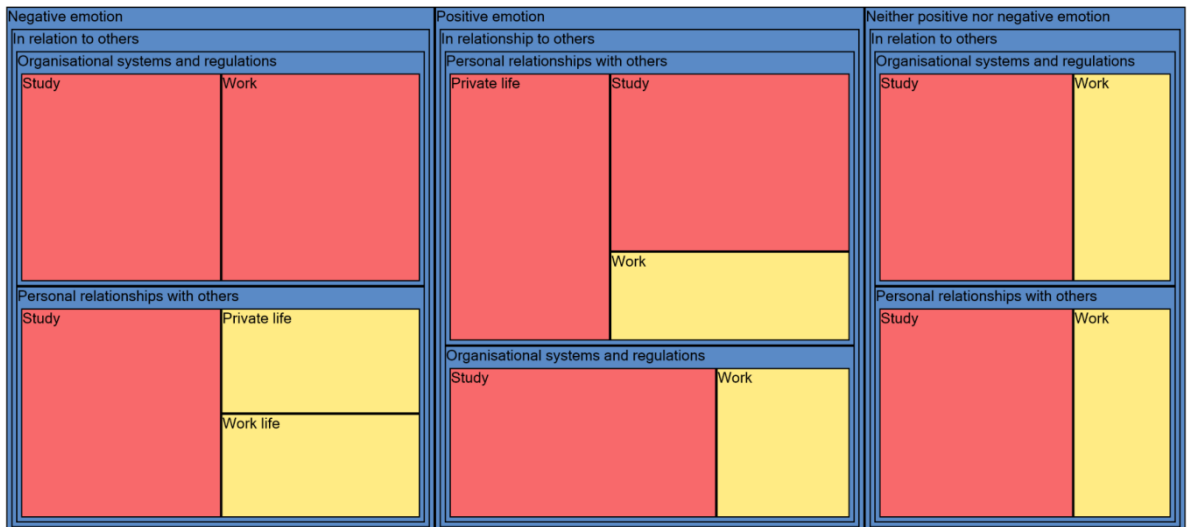 Negative emotion
In relation to others
Organisational systems and regulations
Study
Work
Personal relationships with others
Study
Private life
Work life
Positive emotion
In relationship to others
Personal relationships with others
Private life
Study
Work
Organisational systems and regulations
Study
Work
Neither positive nor negative emotion
In relation to others
Organisational systems and regulations
Study
Work
Personal relationships with others
Study
Work